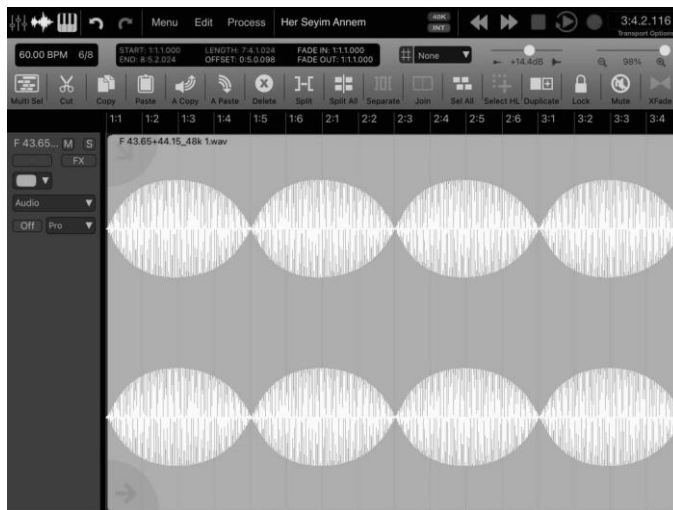 Menu Edit Process Her Seyim Annem 48K INT 3:4.2.116
Transport Options
60.00 BPM 6/8 START: 1:1.1.000 LENGTH: 7:4.1.024 FADE IN: 1:1.1.000 None +14.4dB 98%
END: 8:5.2.024 OFFSET: 0:5.0.098 FADE OUT: 1:1.1.000
Multi Sel Cut Copy Paste A Copy A Paste Delete Split Split All Separate Join Sel All Select HL Duplicate Lock Mute XFade
1:1 1:2 1:3 1:4 1:5 1:6 2:1 2:2 2:3 2:4 2:5 2:6 3:1 3:2 3:3 3:4
F 43.65... M S F 43.65+44.15_48k 1.wav
FX
Audio
Off Pro